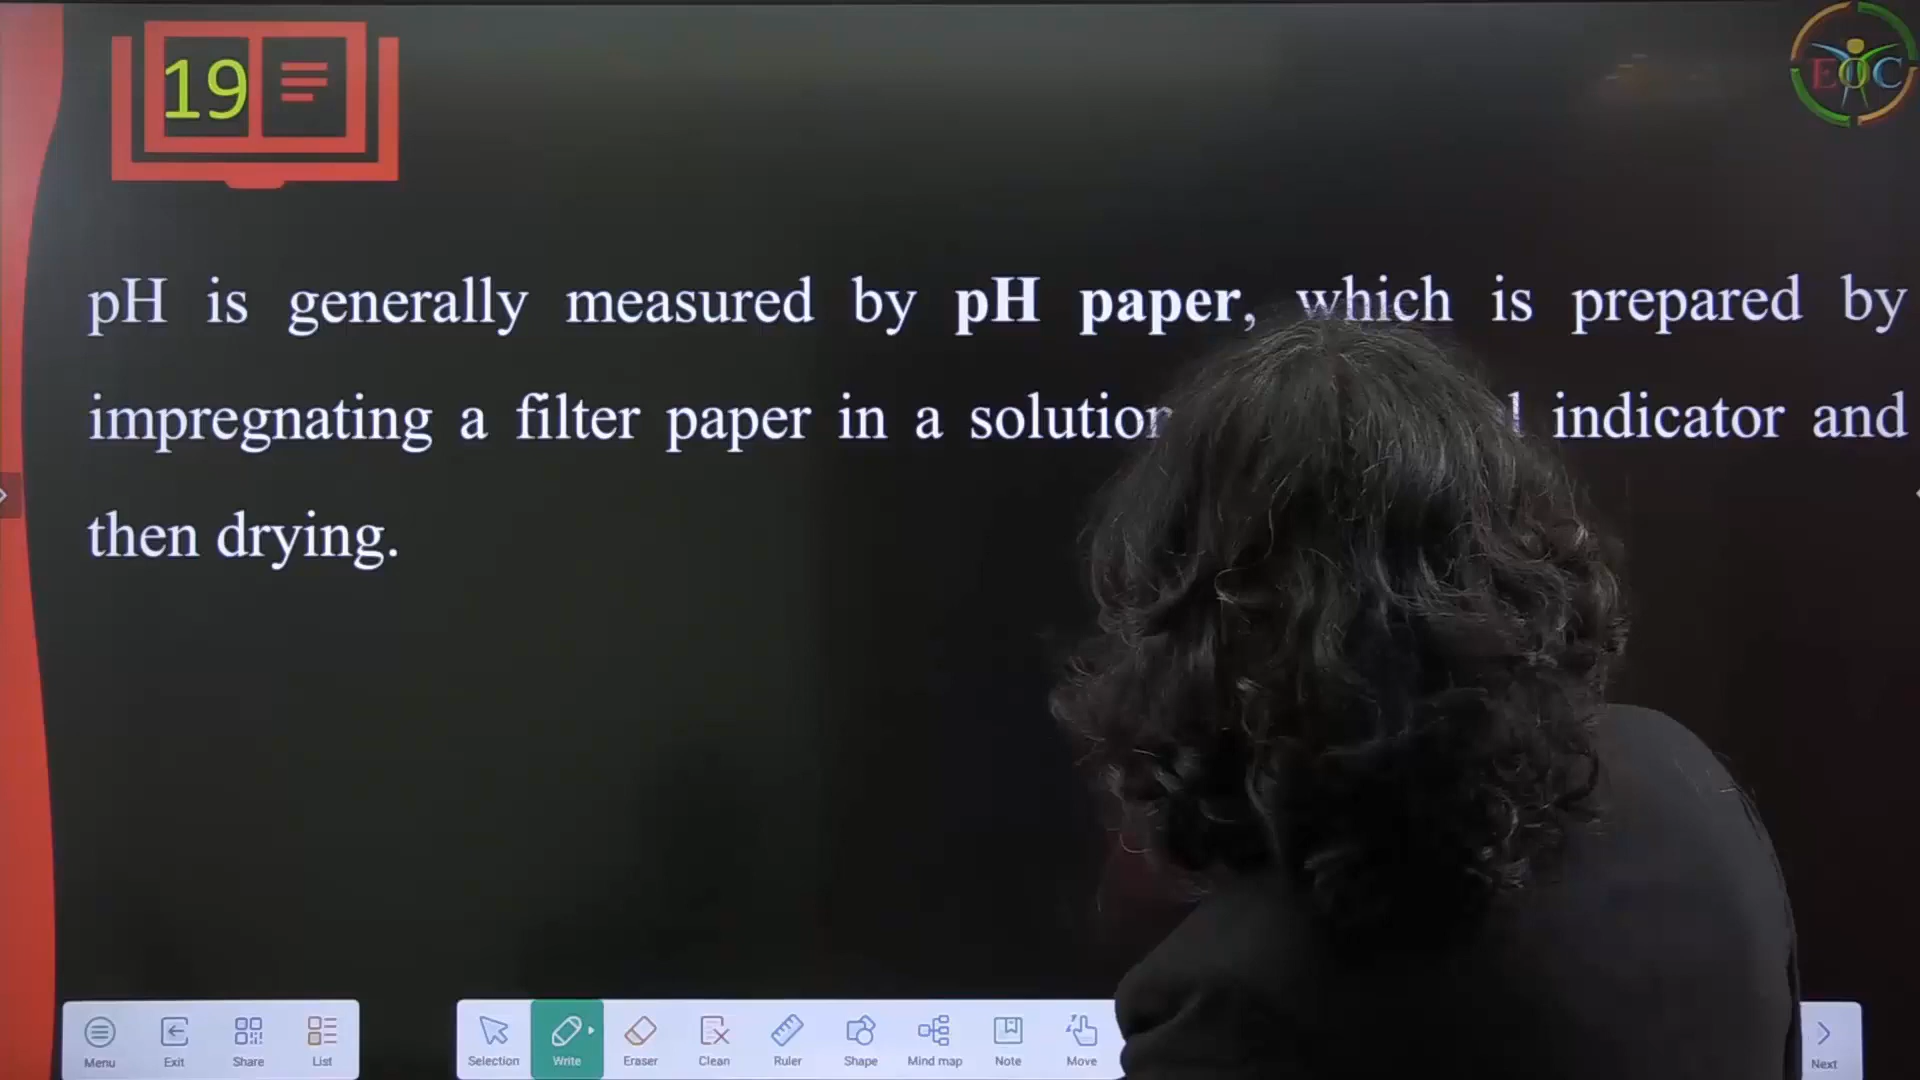 19
EOC
pH is generally measured by pH paper, which is prepared by
impregnating a filter paper in a solution indicator and
then drying.
Menu Exit Share List Selection Write Eraser Clean Ruler Shape Mind map Note Move Next